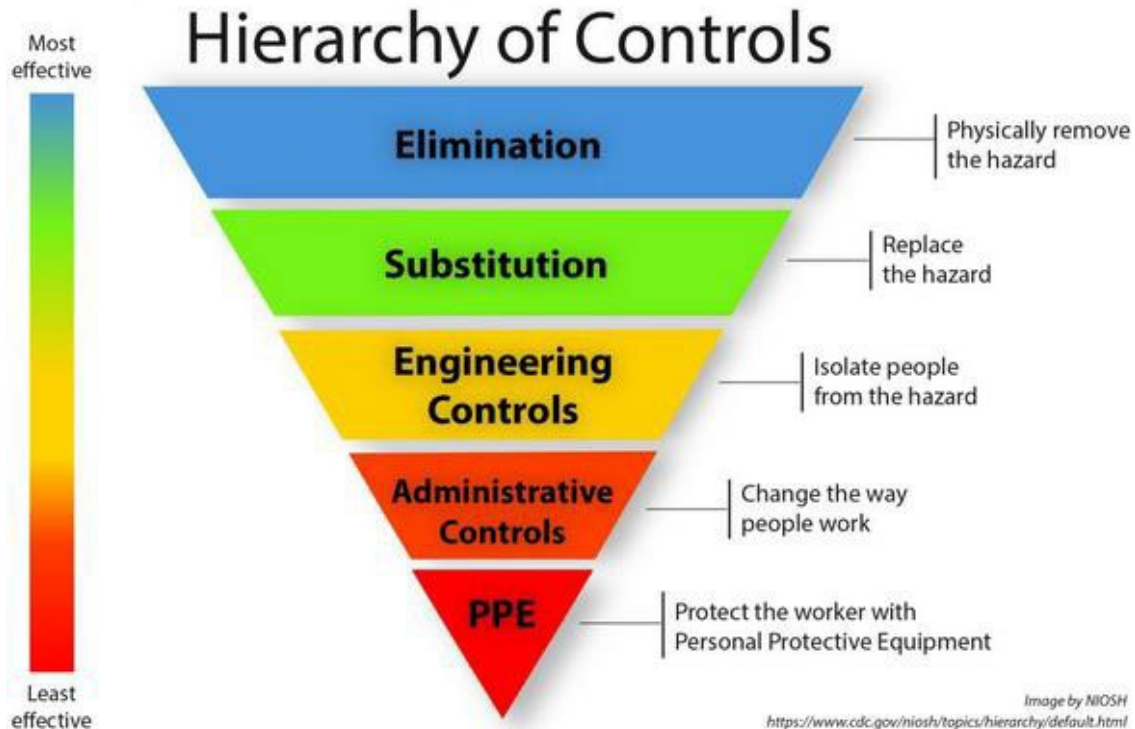 Hierarchy of Controls
Most
effective
Elimination
Physically remove
the hazard
Substitution
Replace
the hazard
Engineering
Controls
Isolate people
from the hazard
Administrative
Controls
Change the way
people work
PPE
Protect the worker with
Personal Protective Equipment
Least
effective
Image by NIOSH
https://www.cdc.gov/niosh/topics/hierarchy/default.html